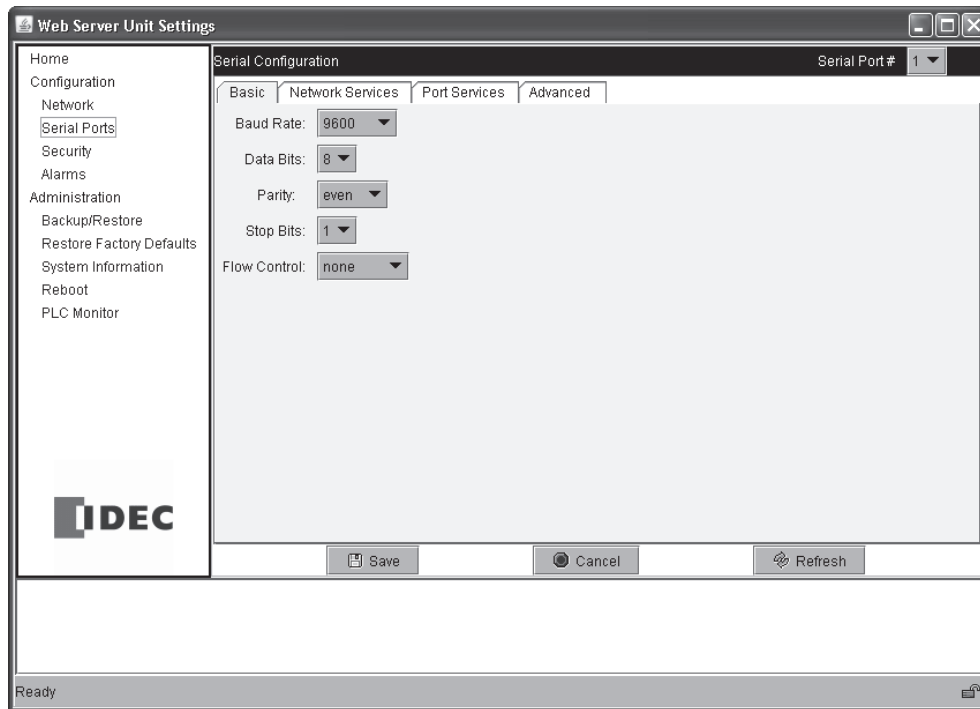 Web Server Unit Settings
Home
Configuration
Network
Serial Ports
Security
Alarms
Administration
Backup/Restore
Restore Factory Defaults
System Information
Reboot
PLC Monitor
IDEC
Serial Configuration Serial Port # 1
Basic Network Services Port Services Advanced
Baud Rate: 9600
Data Bits: 8
Parity: even
Stop Bits: 1
Flow Control: none
Save Cancel Refresh
Ready